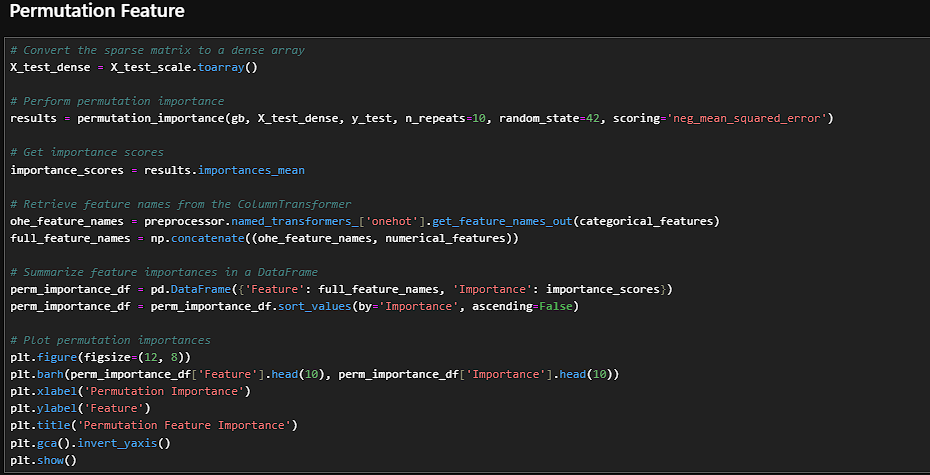 Permutation Feature
# Convert the sparse matrix to a dense array
X_test_dense = X_test_scale.toarray()
# Perform permutation importance
results = permutation_importance(gb, X_test_dense, y_test, n_repeats=10, random_state=42, scoring='neg_mean_squared_error')
# Get importance scores
importance_scores = results.importances_mean
# Retrieve feature names from the ColumnTransformer
ohe_feature_names = preprocessor.named_transformers_['onehot'].get_feature_names_out(categorical_features)
full_feature_names = np.concatenate((ohe_feature_names, numerical_features))
# Summarize feature importances in a DataFrame
perm_importance_df = pd.DataFrame({'Feature': full_feature_names, 'Importance': importance_scores})
perm_importance_df = perm_importance_df.sort_values(by='Importance', ascending=False)
# Plot permutation importances
plt.figure(figsize=(12, 8))
plt.barh(perm_importance_df['Feature'].head(10), perm_importance_df['Importance'].head(10))
plt.xlabel('Permutation Importance')
plt.ylabel('Feature')
plt.title('Permutation Feature Importance')
plt.gca().invert_yaxis()
plt.show()